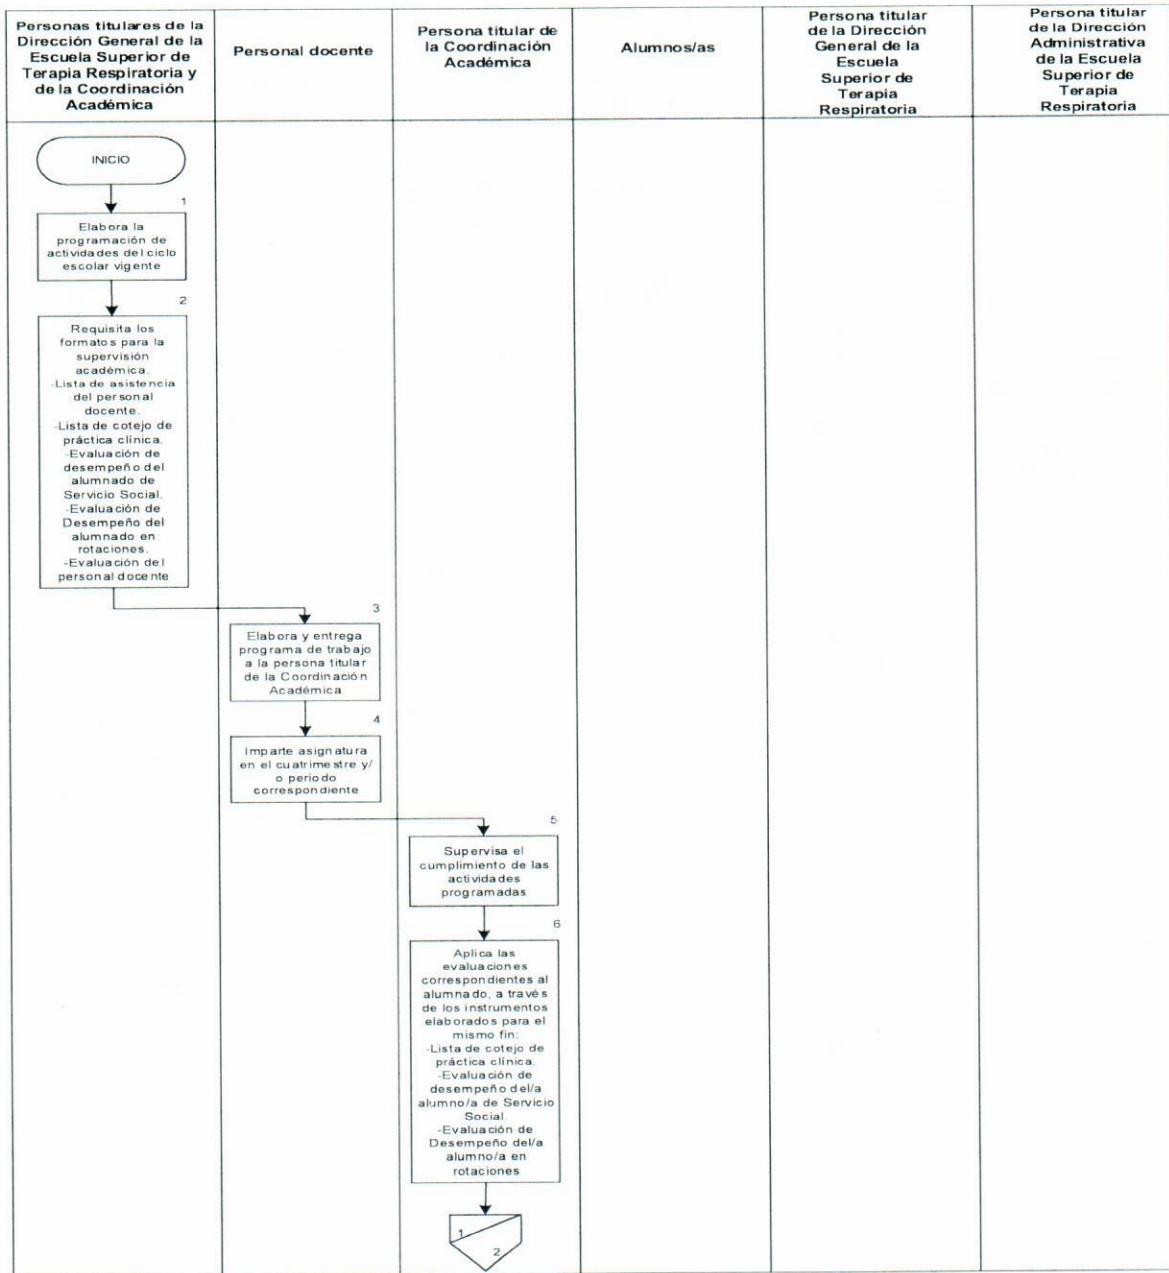 Personas titulares de la
Dirección General de la
Escuela Superior de
Terapia Respiratoria y
de la Coordinación
Académica
Personal docente
Persona titular de
la Coordinación
Académica
Alumnos/as
Persona titular
de la Dirección
General de la
Escuela
Superior de
Terapia
Respiratoria
Persona titular
de la Dirección
Administrativa
de la Escuela
Superior de
Terapia
Respiratoria
INICIO
1
Elabora la
programación de
actividades del ciclo
escolar vigente
2
Requisita los
formatos para la
supervisión
académica.
-Lista de asistencia
del personal
docente.
-Lista de cotejo de
práctica clínica.
-Evaluación de
desempeño del
alumnado de
Servicio Social.
-Evaluación de
Desempeño del
alumnado en
rotaciones.
-Evaluación del
personal docente
3
Elabora y entrega
programa de trabajo
a la persona titular
de la Coordinación
Académica
4
Imparte asignatura
en el cuatrimestre y/
o periodo
correspondiente
5
Supervisa el
cumplimiento de las
actividades
programadas
6
Aplica las
evaluaciones
correspondientes al
alumnado, a través
de los instrumentos
elaborados para el
mismo fin:
-Lista de cotejo de
práctica clínica.
-Evaluación de
desempeño del/a
alumno/a de Servicio
Social.
-Evaluación de
Desempeño del/a
alumno/a en
rotaciones
1
2